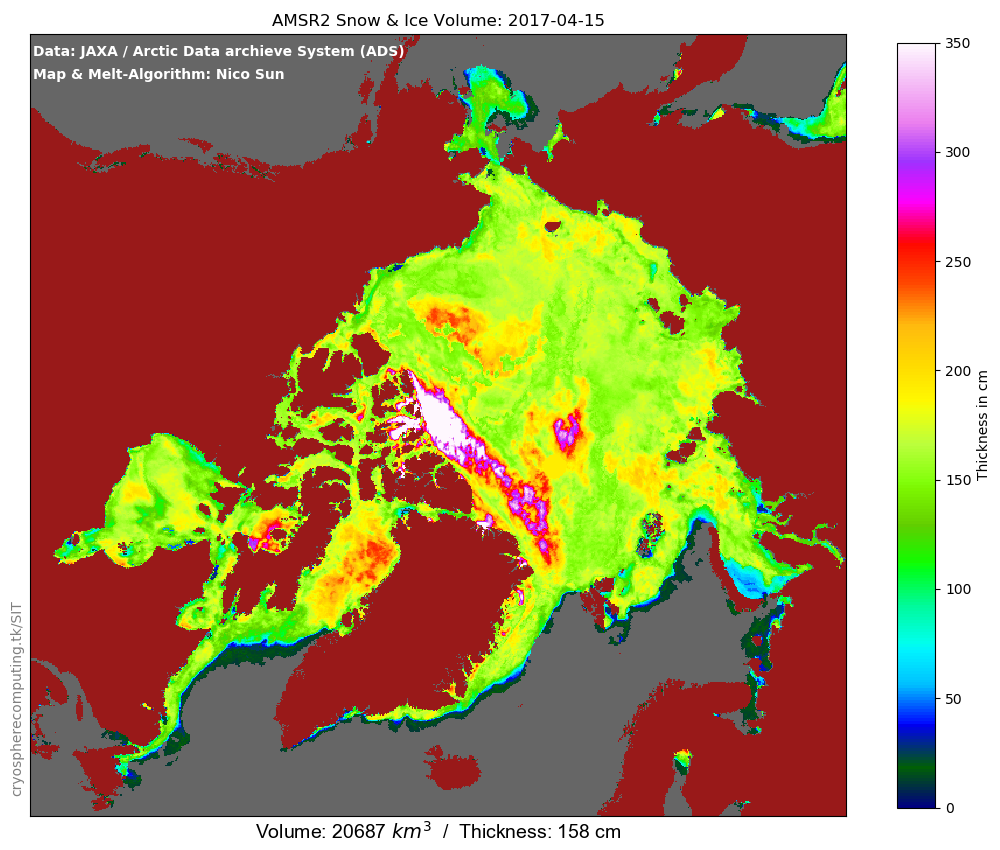 AMSR2 Snow & Ice Volume: 2017-04-15
Data: JAXA / Arctic Data archieve System (ADS)
Map & Melt-Algorithm: Nico Sun
350
300
250
200
150
100
50
0
Thickness in cm
cryospherecomputing.tk/SIT
Volume: 20687 km³ / Thickness: 158 cm